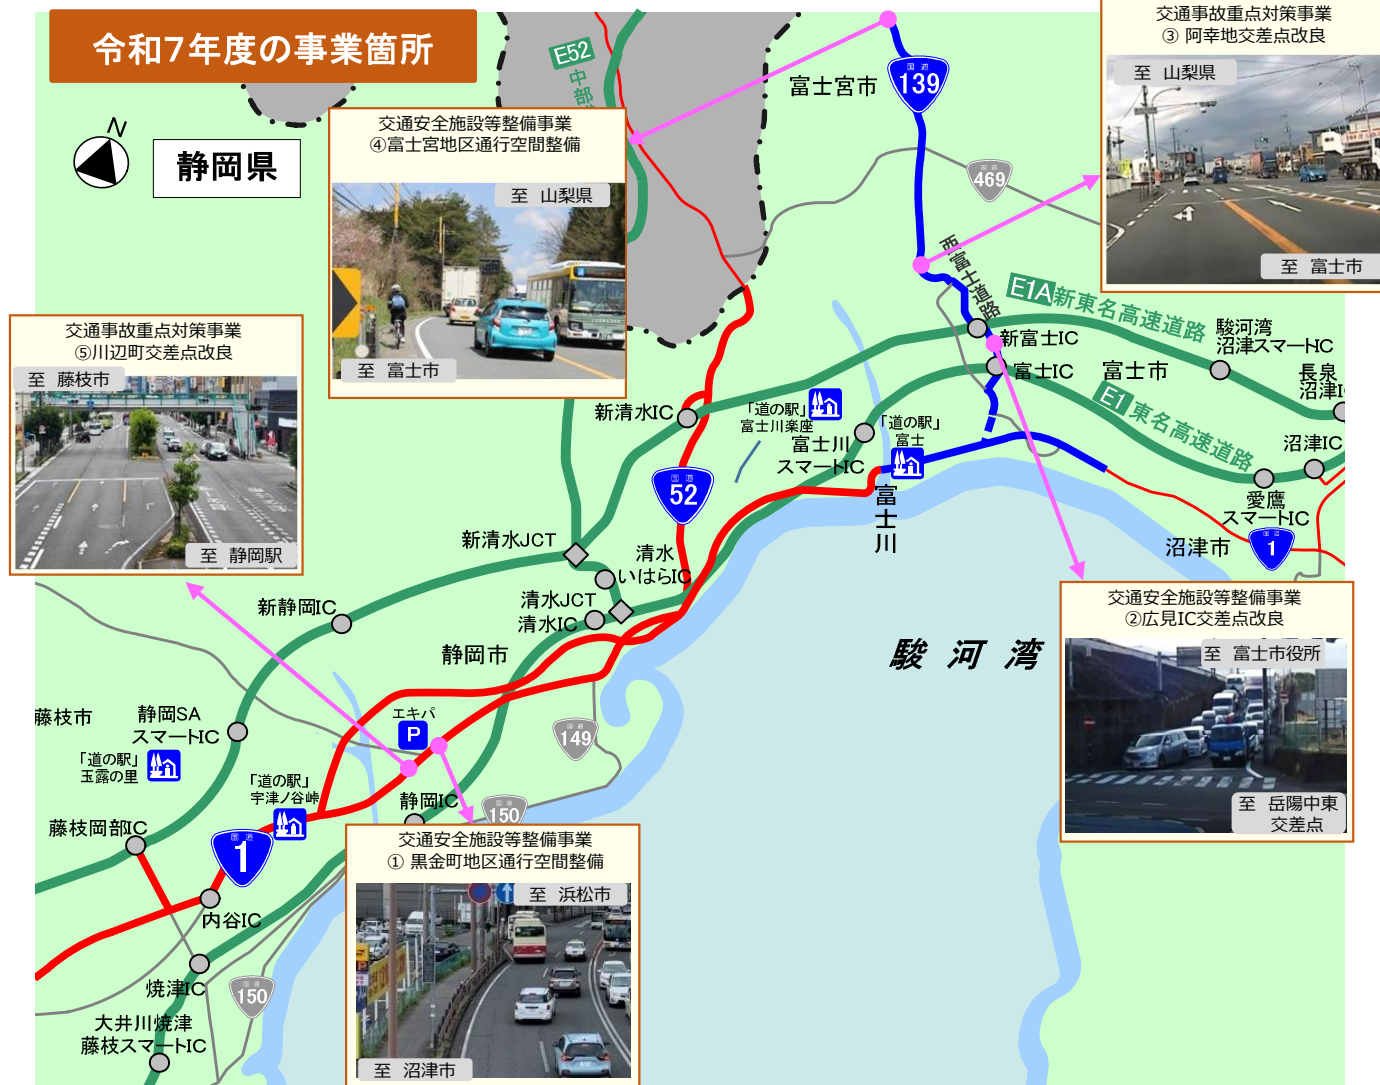 令和7年度の事業箇所
N
静岡県
E52
中部
交通安全施設等整備事業
④富士宮地区通行空間整備
至 山梨県
至 富士市
富士宮市
国道
139
国道
469
交通事故重点対策事業
③ 阿幸地交差点改良
至 山梨県
至 富士市
西富士道路
E1A新東名高速道路
新富士IC
富士IC
富士市
駿河湾
沼津スマートIC
長泉
沼津IC
沼津IC
E1 東名高速道路
愛鷹
スマートIC
沼津市
国道
1
交通事故重点対策事業
⑤川辺町交差点改良
至 藤枝市
至 静岡駅
新清水IC
「道の駅」
富士川楽座
富士川
スマートIC
「道の駅」
富士
富士川
国道
52
新清水JCT
清水
いはらIC
清水JCT
清水IC
新静岡IC
静岡市
駿河湾
交通安全施設等整備事業
②広見IC交差点改良
至 富士市役所
至 岳陽中東
交差点
藤枝市
静岡SA
スマートIC
「道の駅」
玉露の里
エキパ
P
国道
149
「道の駅」
宇津ノ谷峠
静岡IC
国道
150
藤枝岡部IC
国道
1
内谷IC
焼津IC
国道
150
大井川焼津
藤枝スマートIC
交通安全施設等整備事業
① 黒金町地区通行空間整備
至 浜松市
至 沼津市